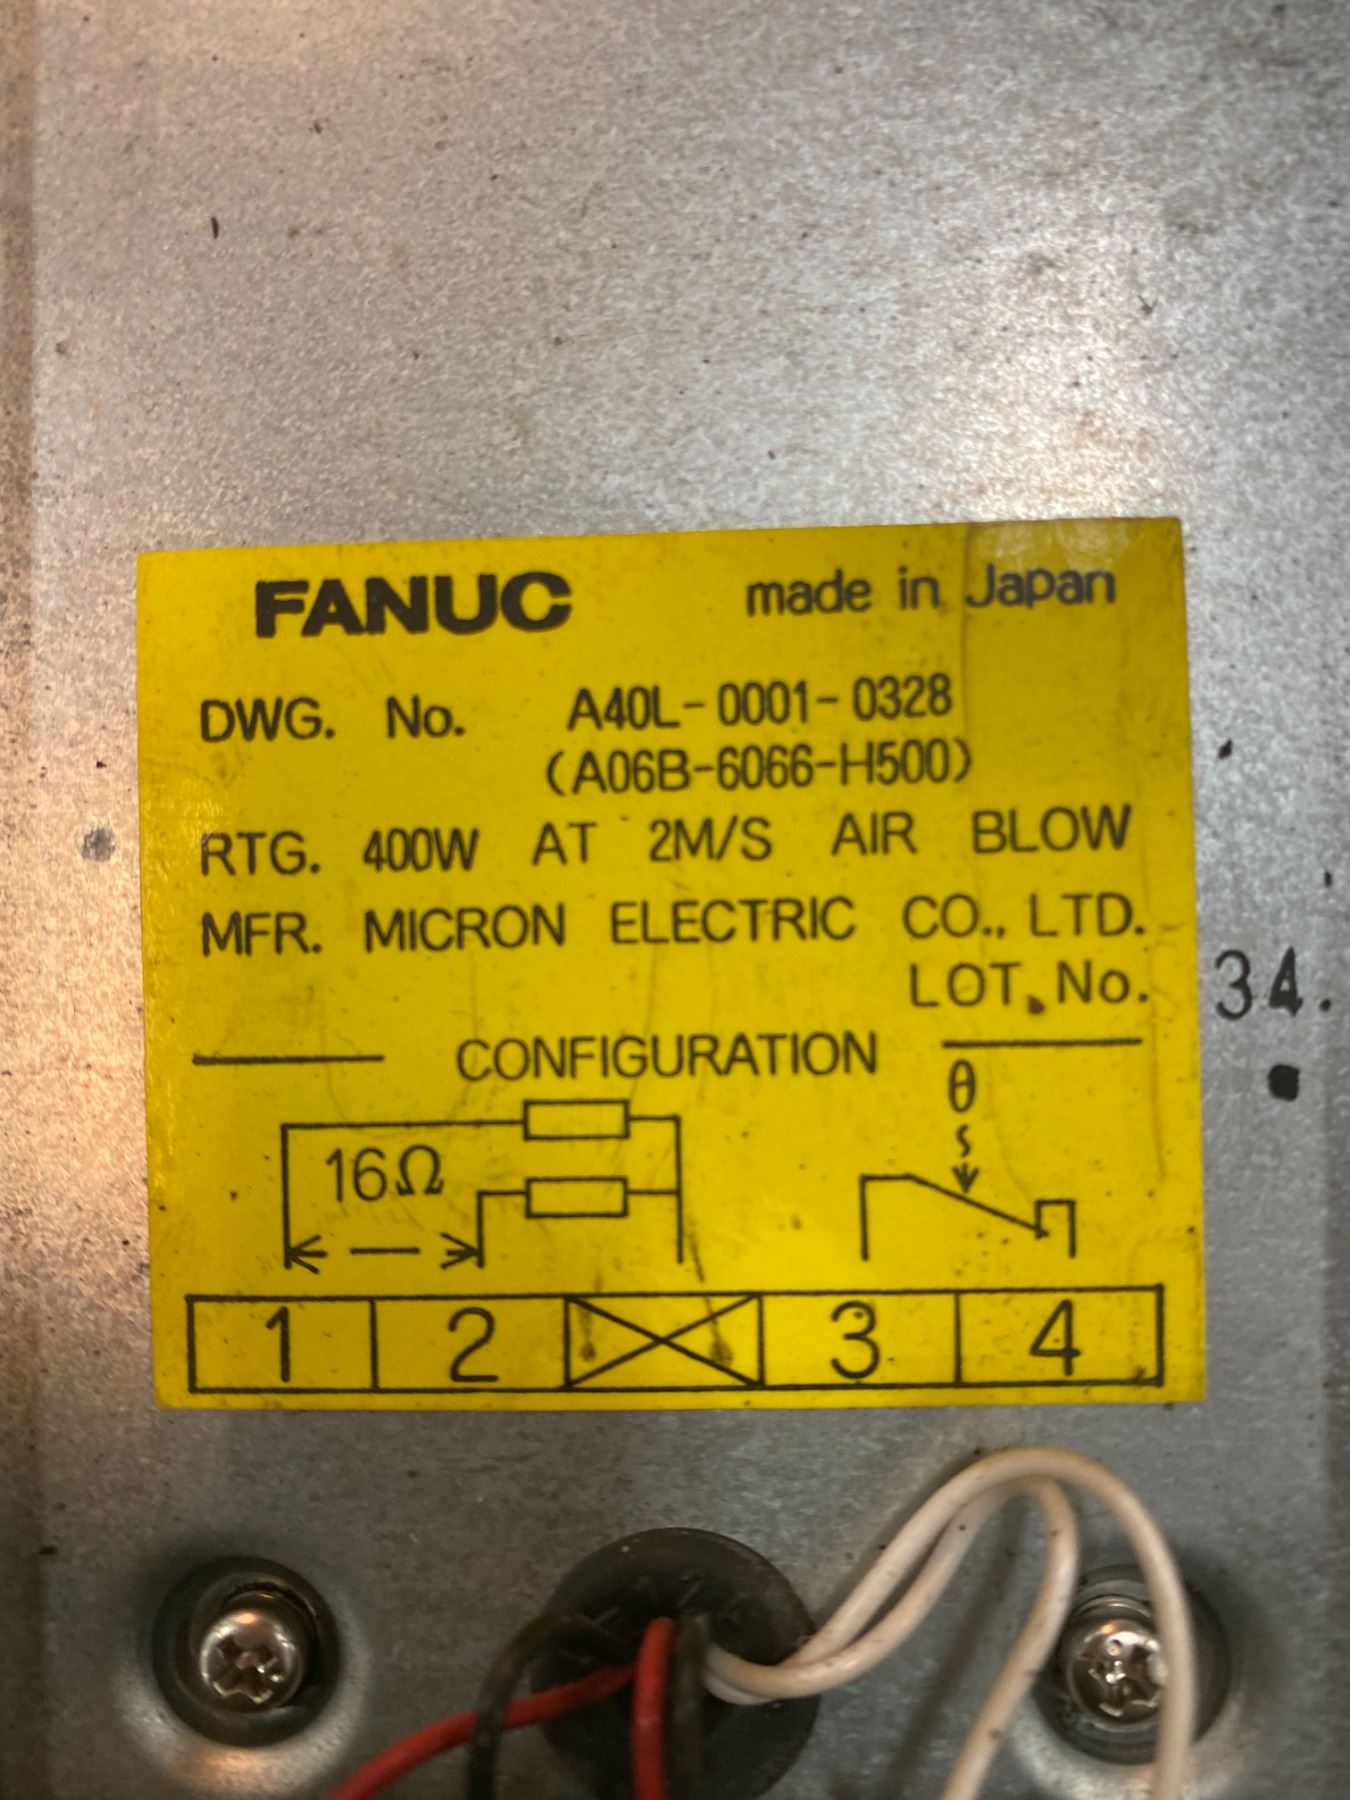 FANUC made in Japan
DWG. No. A40L-0001-0328
(A06B-6066-H500)
RTG. 400W AT 2M/S AIR BLOW
MFR. MICRON ELECTRIC CO., LTD.
LOT. No. 34.
CONFIGURATION
θ
16Ω
1 2 3 4